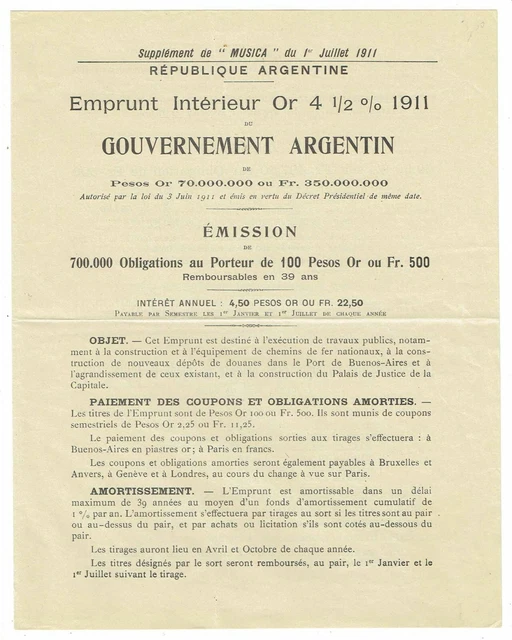 Supplément de " MUSICA " du 1er Juillet 1911
RÉPUBLIQUE ARGENTINE
Emprunt Intérieur Or 4 1/2 o/o 1911
DU
GOUVERNEMENT ARGENTIN
DE
Pesos Or 70.000.000 ou Fr. 350.000.000
Autorisé par la loi du 3 Juin 1911 et émis en vertu du Décret Présidentiel de même date.
ÉMISSION
DE
700.000 Obligations au Porteur de 100 Pesos Or ou Fr. 500
Remboursables en 39 ans
INTÉRÊT ANNUEL : 4,50 PESOS OR OU FR. 22,50
PAYABLE PAR SEMESTRE LES 1er JANVIER ET 1er JUILLET DE CHAQUE ANNÉE
OBJET. — Cet Emprunt est destiné à l'exécution de travaux publics, notam-
ment à la construction et à l'équipement de chemins de fer nationaux, à la cons-
truction de nouveaux dépôts de douanes dans le Port de Buenos-Aires et à
l'agrandissement de ceux existant, et à la construction du Palais de Justice de la
Capitale.
PAIEMENT DES COUPONS ET OBLIGATIONS AMORTIES. —
Les titres de l'Emprunt sont de Pesos Or 100 ou Fr. 500. Ils sont munis de coupons
semestriels de Pesos Or 2,25 ou Fr. 11,25.
Le paiement des coupons et obligations sorties aux tirages s'effectuera : à
Buenos-Aires en piastres or ; à Paris en francs.
Les coupons et obligations amorties seront également payables à Bruxelles et
Anvers, à Genève et à Londres, au cours du change à vue sur Paris.
AMORTISSEMENT. — L'Emprunt est amortissable dans un délai
maximum de 39 années au moyen d'un fonds d'amortissement cumulatif de
1 o/o par an. L'amortissement s'effectuera par tirages au sort si les titres sont au pair
ou au-dessus du pair, et par achats ou licitation s'ils sont cotés au-dessous du
pair.
Les tirages auront lieu en Avril et Octobre de chaque année.
Les titres désignés par le sort seront remboursés, au pair, le 1er Janvier et le
1er Juillet suivant le tirage.